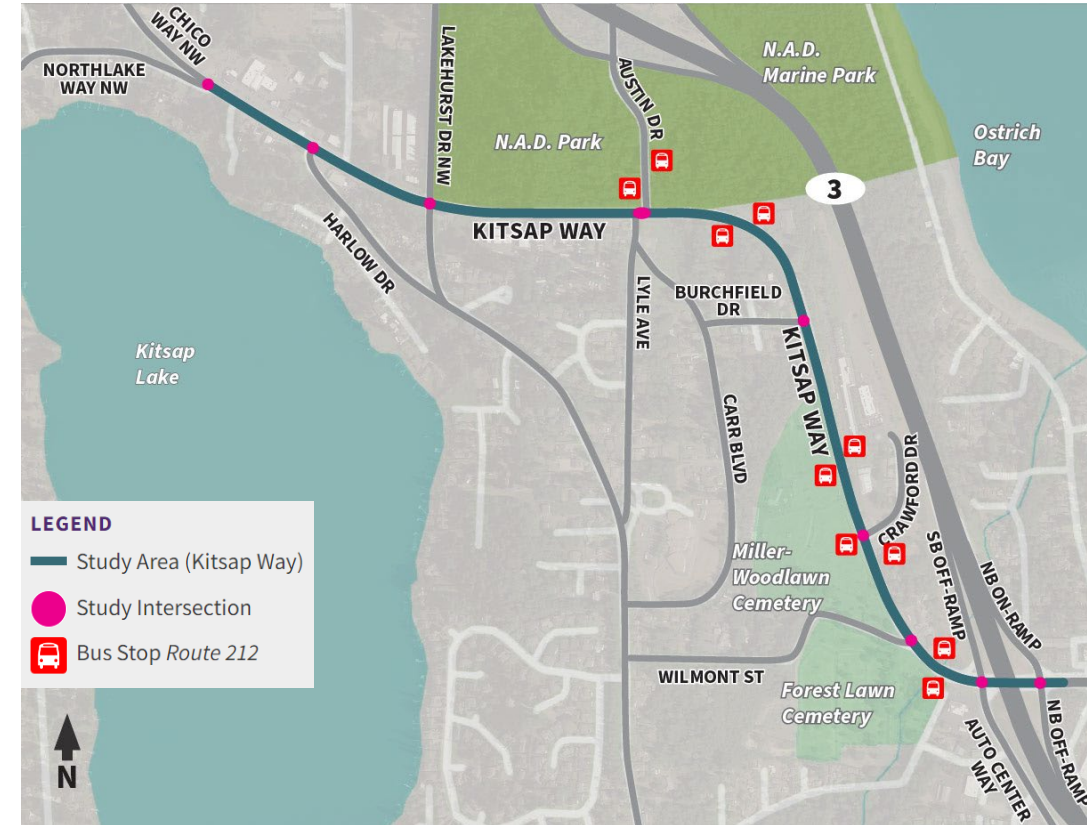 CHICO
WAY NW
NORTHLAKE
WAY NW
LAKEHURST DR NW
AUSTIN DR
N.A.D.
Marine Park
N.A.D. Park
Ostrich
Bay
3
KITSAP WAY
HARLOW DR
LYLE AVE
BURCHFIELD
DR
KITSAP WAY
Kitsap
Lake
CARR BLVD
CRAWFORD DR
SB OFF-RAMP
NB ON-RAMP
Miller-
Woodlawn
Cemetery
WILMONT ST
Forest Lawn
Cemetery
AUTO CENTER
WAY
NB OFF-RAMP
LEGEND
Study Area (Kitsap Way)
Study Intersection
Bus Stop Route 212
N